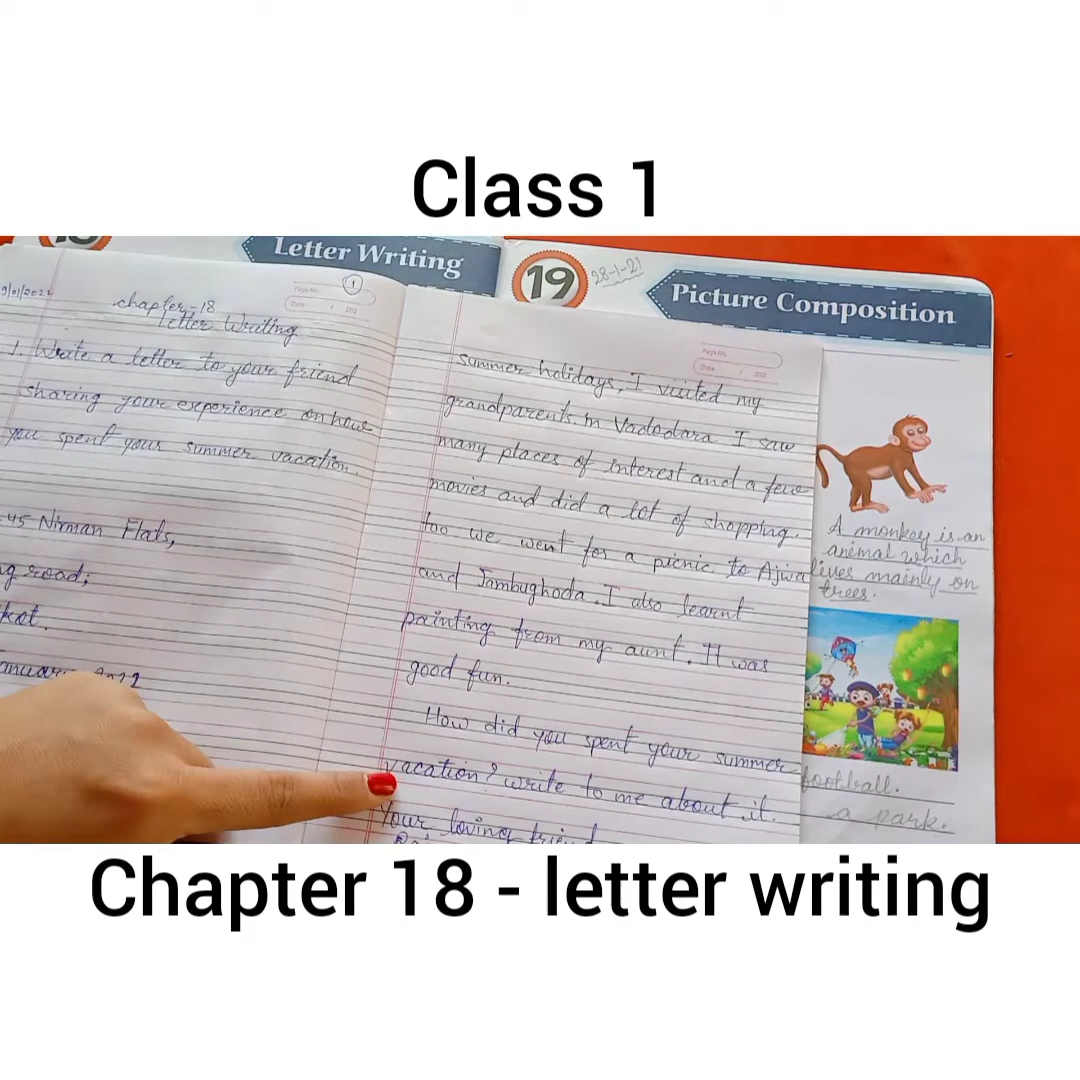 Class 1
Letter Writing
19
28-1-21
Picture Composition
chapter-18
letter Writing
1. Write a letter to your friend
sharing your experience on how
you spent your summer vacation.
45 Nirman Flats,
road,
Page No.
Date / / 202
summer holidays, I visited my
grandparents in Vadodara I saw
many places of interest and a few
movies and did a lot of shopping.
too we went for a picnic to Ajwa
and Jambughoda. I also learnt
painting from my aunt. It was
good fun.
How did you spent your summer
vacation? write to me about it.
Your loving friend
A monkey is an
animal which
lives mainly on
trees.
football.
a park.
Chapter 18 - letter writing